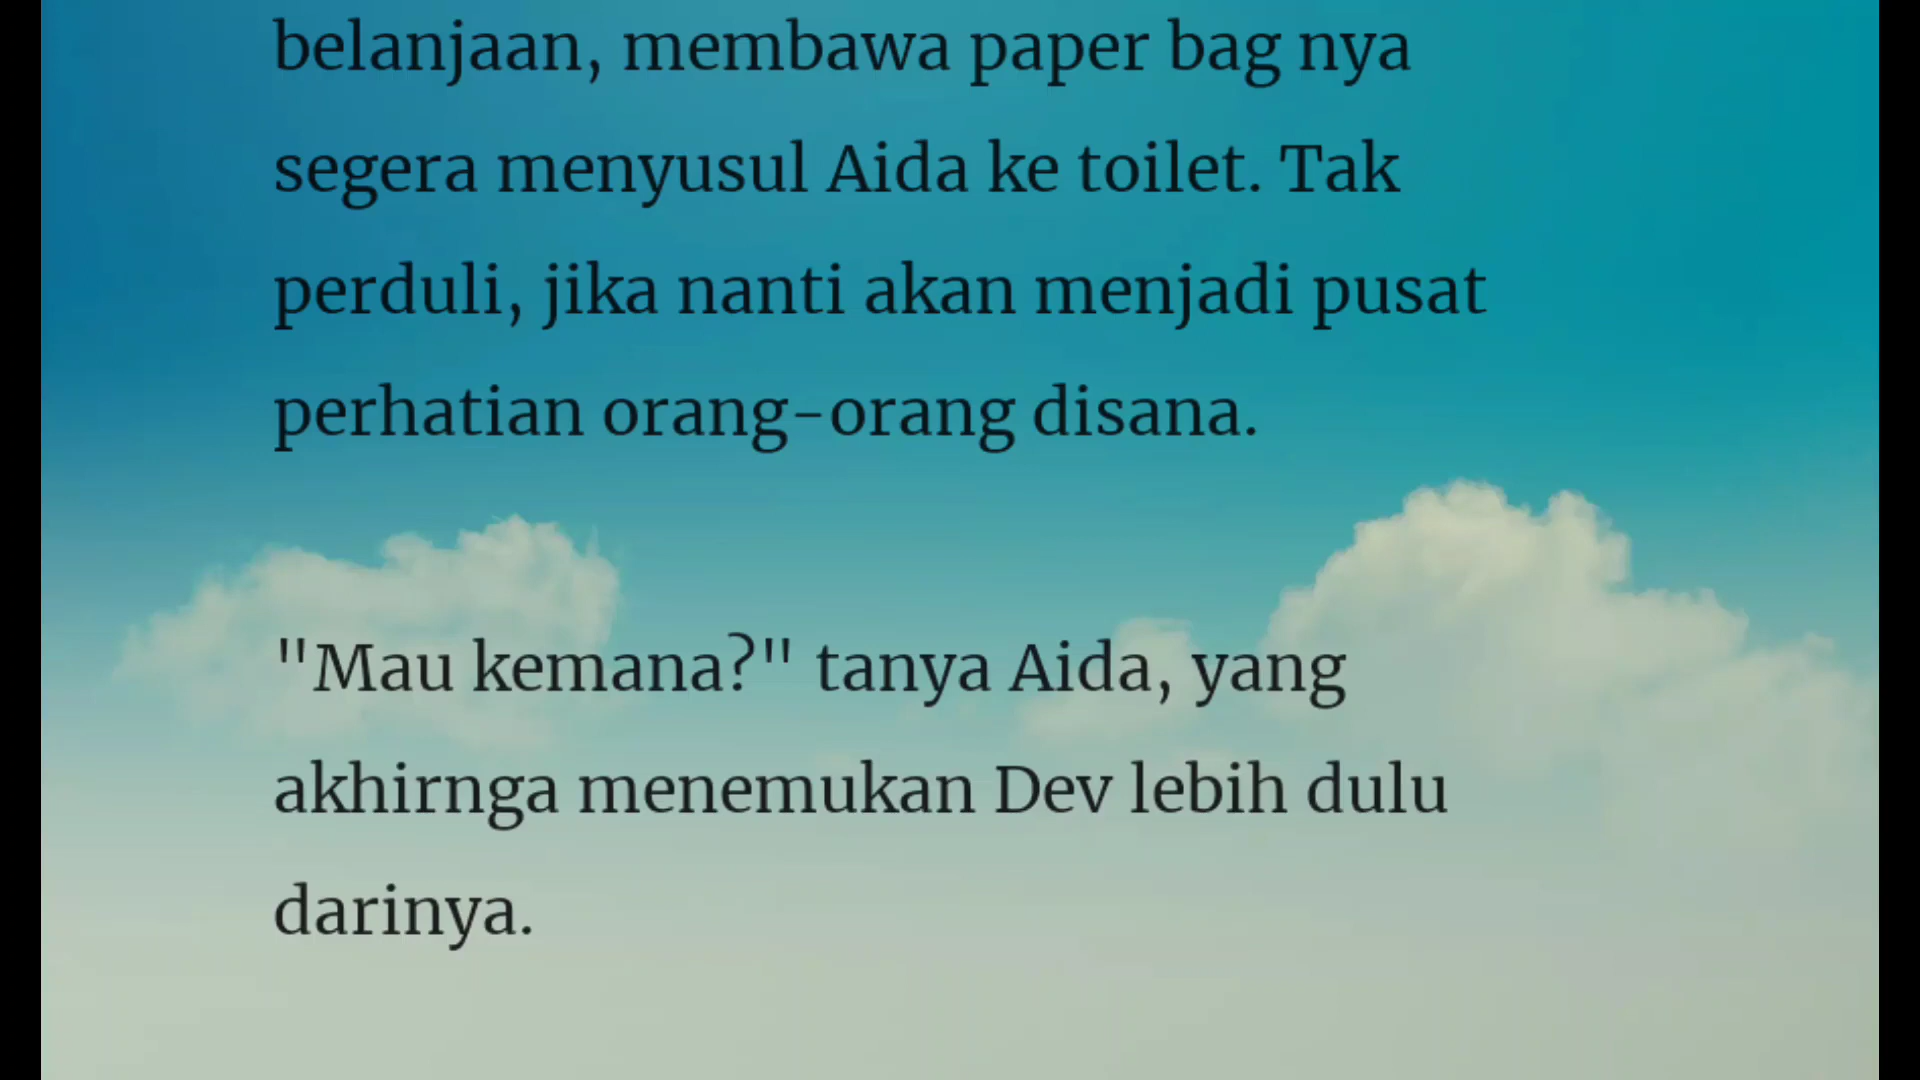 belanjaan, membawa paper bag nya
segera menyusul Aida ke toilet. Tak
perduli, jika nanti akan menjadi pusat
perhatian orang-orang disana.
"Mau kemana?" tanya Aida, yang
akhirnga menemukan Dev lebih dulu
darinya.